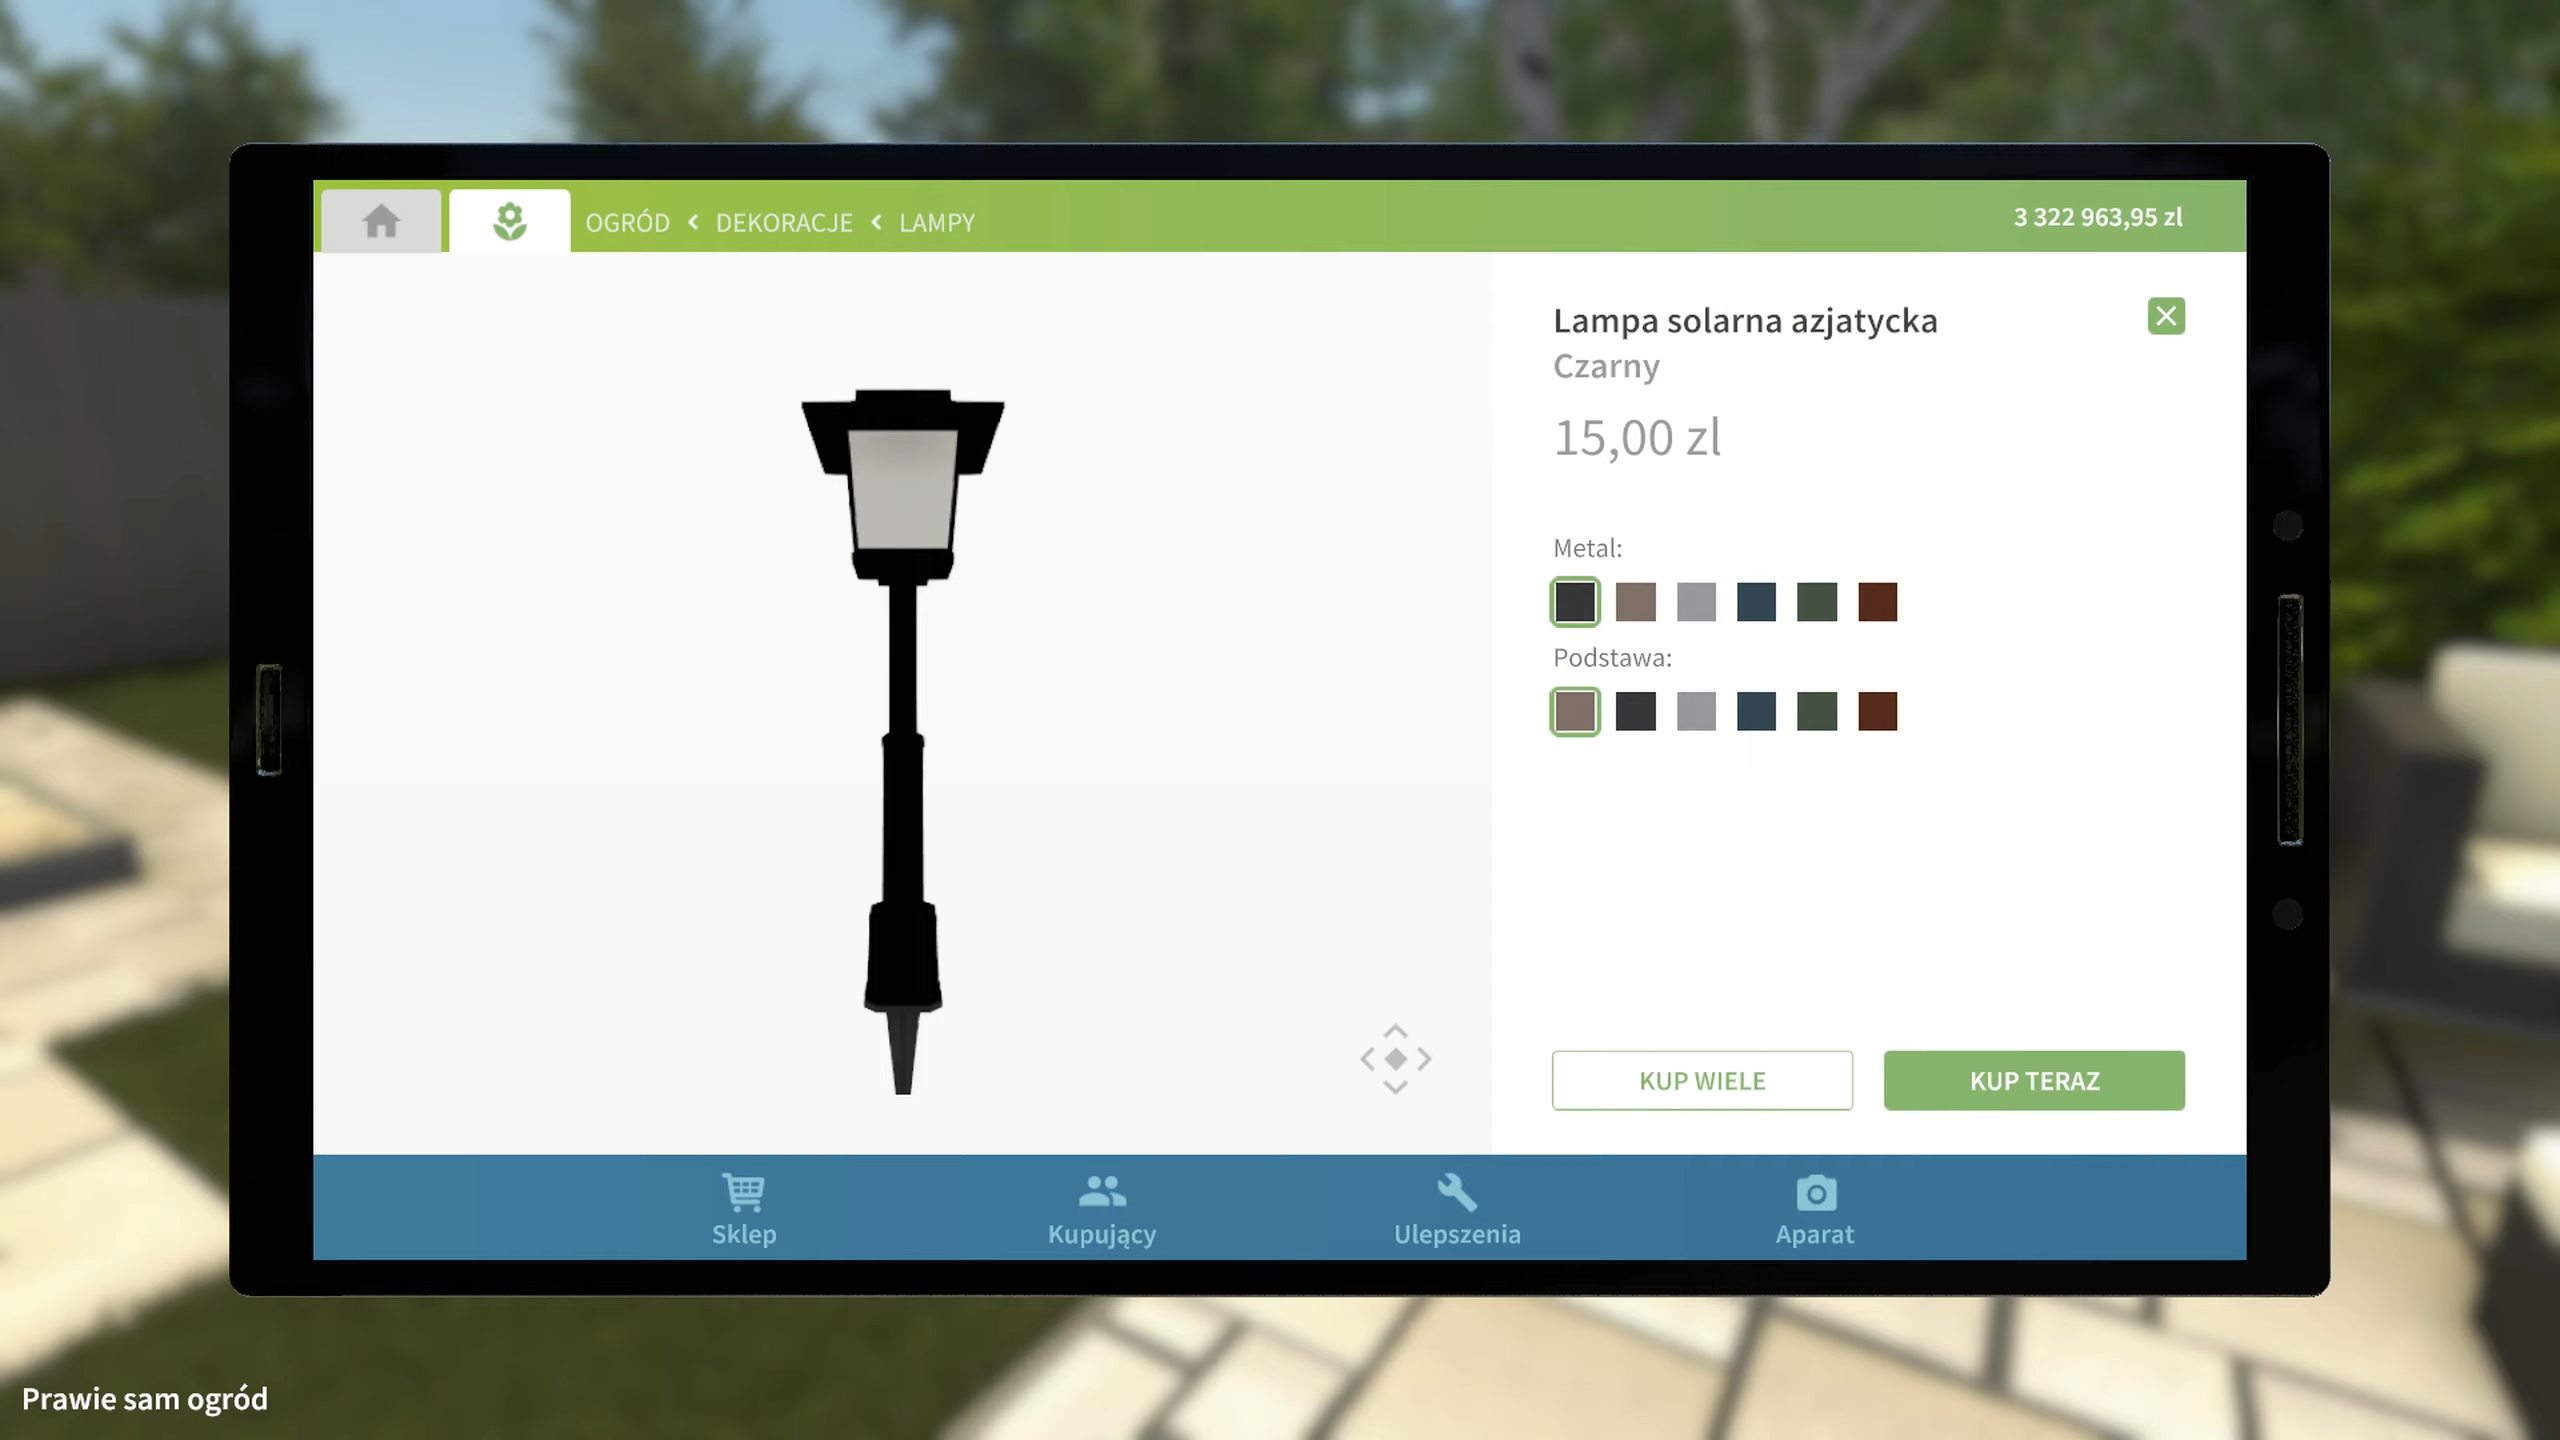 OGRÓD DEKORACJE LAMPY
3 322 963,95 zl
Lampa solarna azjatycka
Czarny
15,00 zl
Metal:
Podstawa:
KUP WIELE
KUP TERAZ
Sklep
Kupujący
Ulepszenia
Aparat
Prawie sam ogród